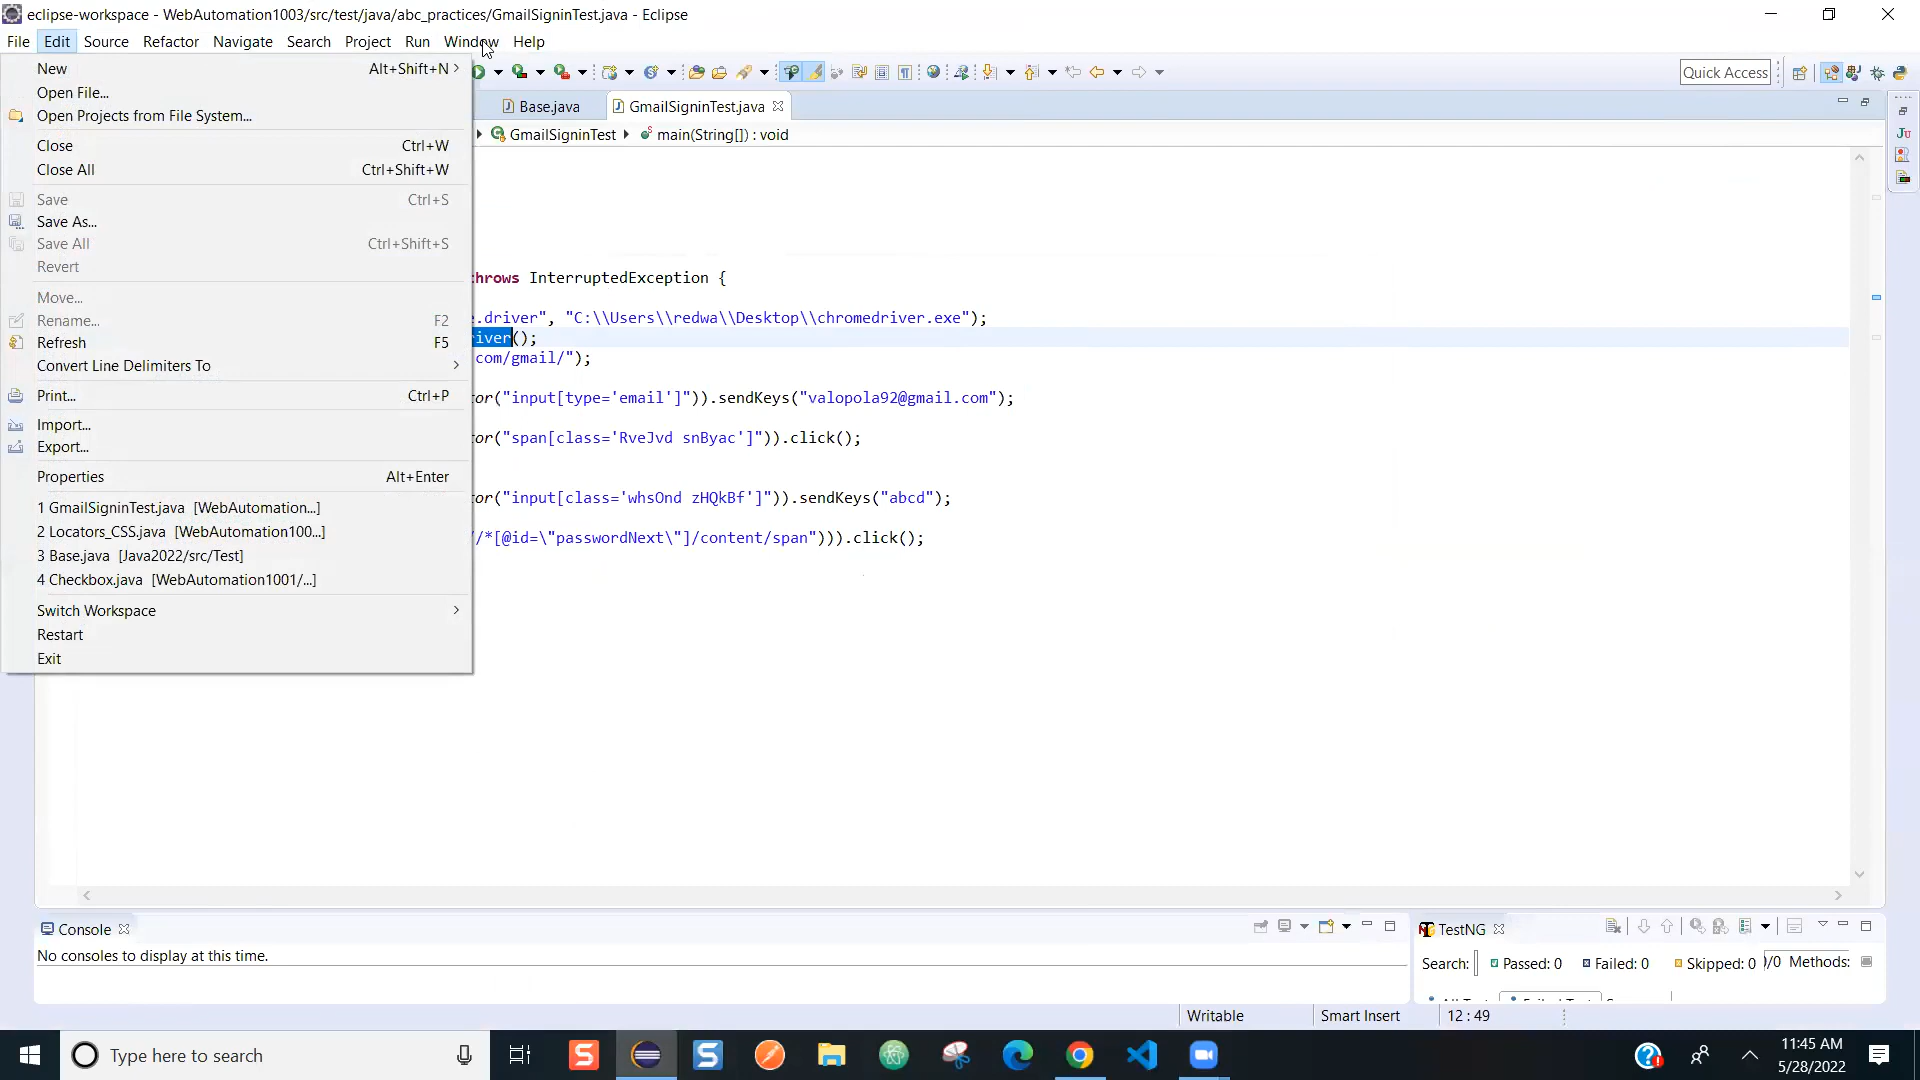 eclipse-workspace - WebAutomation1003/src/test/java/abc_practices/GmailSigninTest.java - Eclipse
File Edit Source Refactor Navigate Search Project Run Window Help
New Alt+Shift+N
Open File...
Open Projects from File System...
Close Ctrl+W
Close All Ctrl+Shift+W
Save Ctrl+S
Save As...
Save All Ctrl+Shift+S
Revert
Move...
Rename... F2
Refresh F5
Convert Line Delimiters To
Print... Ctrl+P
Import...
Export...
Properties Alt+Enter
1 GmailSigninTest.java [WebAutomation...]
2 Locators_CSS.java [WebAutomation100...]
3 Base.java [Java2022/src/Test]
4 Checkbox.java [WebAutomation1001/...]
Switch Workspace
Restart
Exit
Quick Access
Base.java GmailSigninTest.java
GmailSigninTest main(String[]) : void
hrows InterruptedException {
e.driver", "C:\\Users\\redwa\\Desktop\\chromedriver.exe");
river();
com/gmail/");
or("input[type='email']")).sendKeys("valopola92@gmail.com");
or("span[class='RveJvd snByac']")).click();
or("input[class='whsOnd zHQkBf']")).sendKeys("abcd");
/*[@id=\"passwordNext\"]/content/span"))).click();
Console
No consoles to display at this time.
TestNG
Search: Passed: 0 Failed: 0 Skipped: 0 /0 Methods:
Writable Smart Insert 12 : 49
Type here to search
11:45 AM
5/28/2022